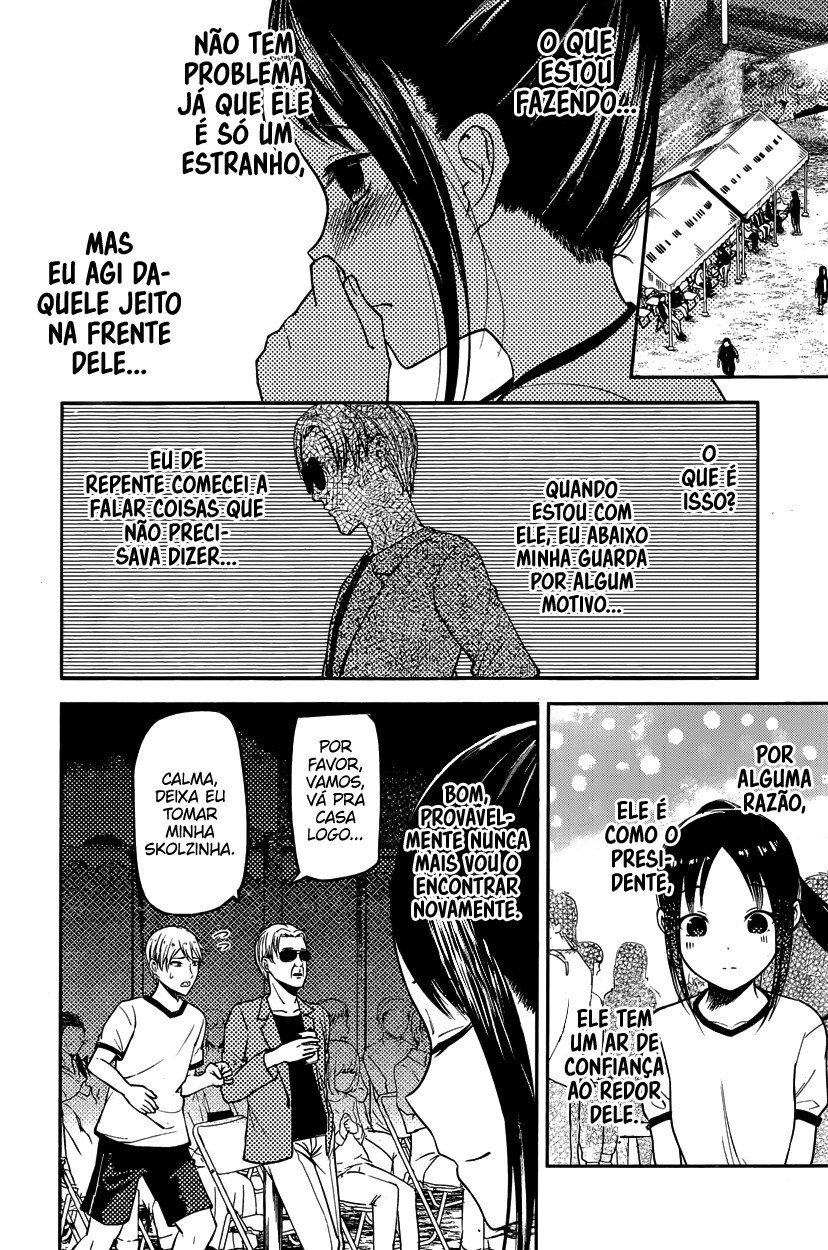 O QUE
ESTOU
FAZENDO...
NÃO TEM
PROBLEMA
JÁ QUE ELE
É SÓ UM
ESTRANHO,
MAS
EU AGI DA-
QUELE JEITO
NA FRENTE
DELE...
O
QUE É
ISSO?
QUANDO
ESTOU COM
ELE, EU ABAIXO
MINHA GUARDA
POR ALGUM
MOTIVO...
EU DE
REPENTE COMECEI A
FALAR COISAS QUE
NÃO PRECI-
SAVA DIZER...
POR
ALGUMA
RAZÃO,
ELE É
COMO O
PRESI-
DENTE,
ELE TEM
UM AR DE
CONFIANÇA
AO REDOR
DELE...
BOM,
PROVAVEL-
MENTE NUNCA
MAIS VOU O
ENCONTRAR
NOVAMENTE.
POR
FAVOR,
VAMOS,
VÁ PRA
CASA
LOGO...
CALMA,
DEIXA EU
TOMAR
MINHA
SKOLZINHA.